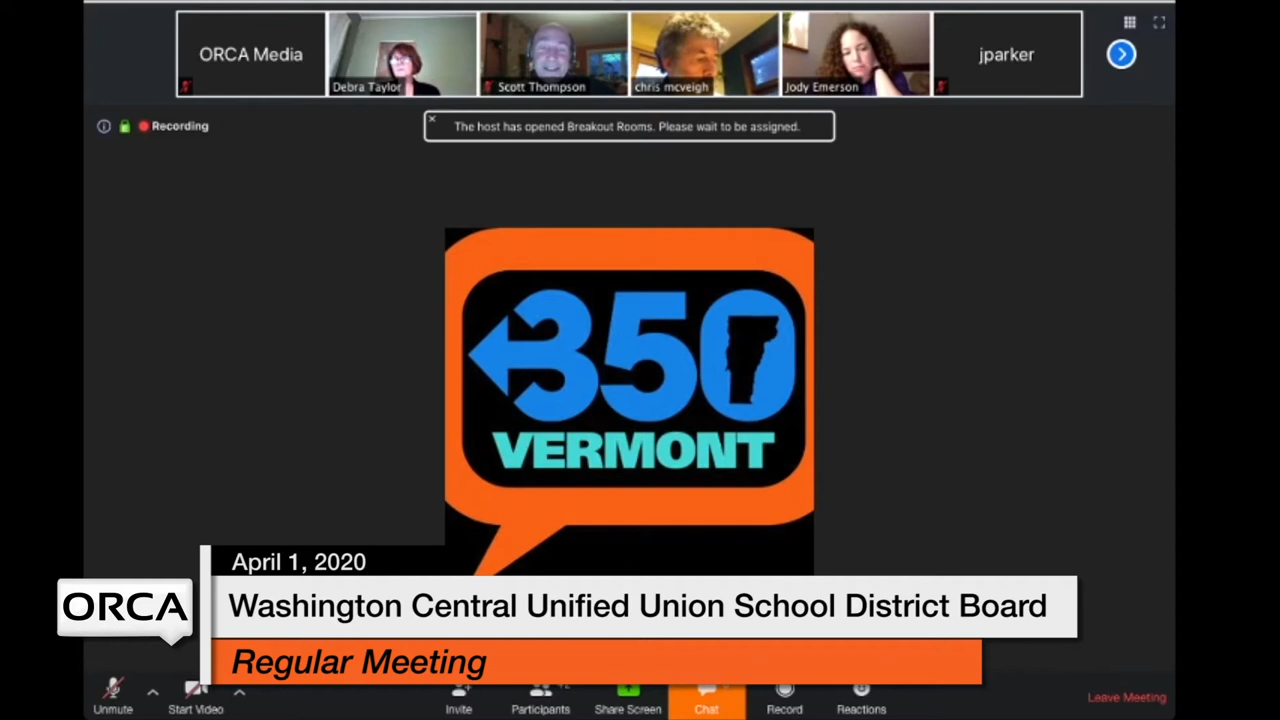 ORCA Media
Debra Taylor
Scott Thompson
chris mcveigh
Jody Emerson
jparker
Recording
The host has opened Breakout Rooms. Please wait to be assigned.
350
VERMONT
April 1, 2020
ORCA
Washington Central Unified Union School District Board
Regular Meeting
Unmute
Start Video
Invite
Participants
Share Screen
Chat
Record
Reactions
Leave Meeting